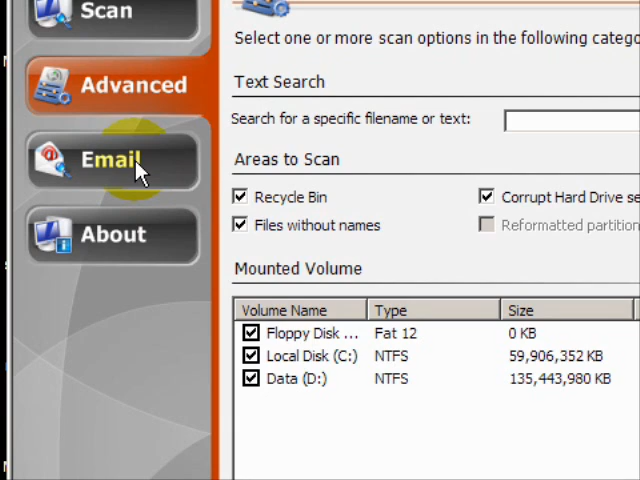 Scan
Advanced
Email
About
Select one or more scan options in the following catego
Text Search
Search for a specific filename or text:
Areas to Scan
Recycle Bin
Corrupt Hard Drive se
Files without names
Reformatted partition
Mounted Volume
Volume Name Type Size
Floppy Disk ... Fat 12 0 KB
Local Disk (C:) NTFS 59,906,352 KB
Data (D:) NTFS 135,443,980 KB